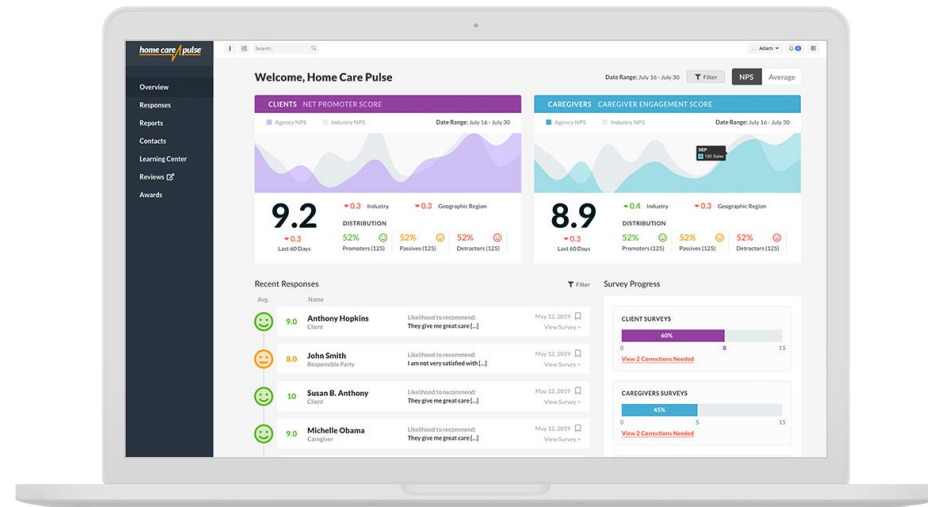 home care pulse
Search..
Adam
Overview
Responses
Reports
Contacts
Learning Center
Reviews
Awards
Welcome, Home Care Pulse
Date Range: July 16 - July 30
Filter
NPS
Average
CLIENTS NET PROMOTER SCORE
Agency NPS
Industry NPS
Date Range: July 16 - July 30
9.2
0.3
Last 60 Days
0.3 Industry
0.3 Geographic Region
DISTRIBUTION
52%
Promoters (125)
52%
Passives (125)
52%
Detractors (125)
CAREGIVERS CAREGIVER ENGAGEMENT SCORE
Agency NPS
Industry NPS
Date Range: July 16 - July 30
SEP
192 Sales
8.9
0.3
Last 60 Days
0.4 Industry
0.3 Geographic Region
DISTRIBUTION
52%
Promoters (125)
52%
Passives (125)
52%
Detractors (125)
Recent Responses
Filter
Avg.
Name
9.0
Anthony Hopkins
Client
Likelihood to recommend:
They give me great care [...]
May 12, 2019
View Survey >
8.0
John Smith
Responsible Party
Likelihood to recommend:
I am not very satisfied with [...]
May 12, 2019
View Survey >
10
Susan B. Anthony
Client
Likelihood to recommend:
They give me great care [...]
May 12, 2019
View Survey >
9.0
Michelle Obama
Caregiver
Likelihood to recommend:
They give me great care [...]
May 12, 2019
View Survey >
Survey Progress
CLIENT SURVEYS
60%
0
8
15
View 2 Corrections Needed
CAREGIVERS SURVEYS
45%
0
5
15
View 2 Corrections Needed